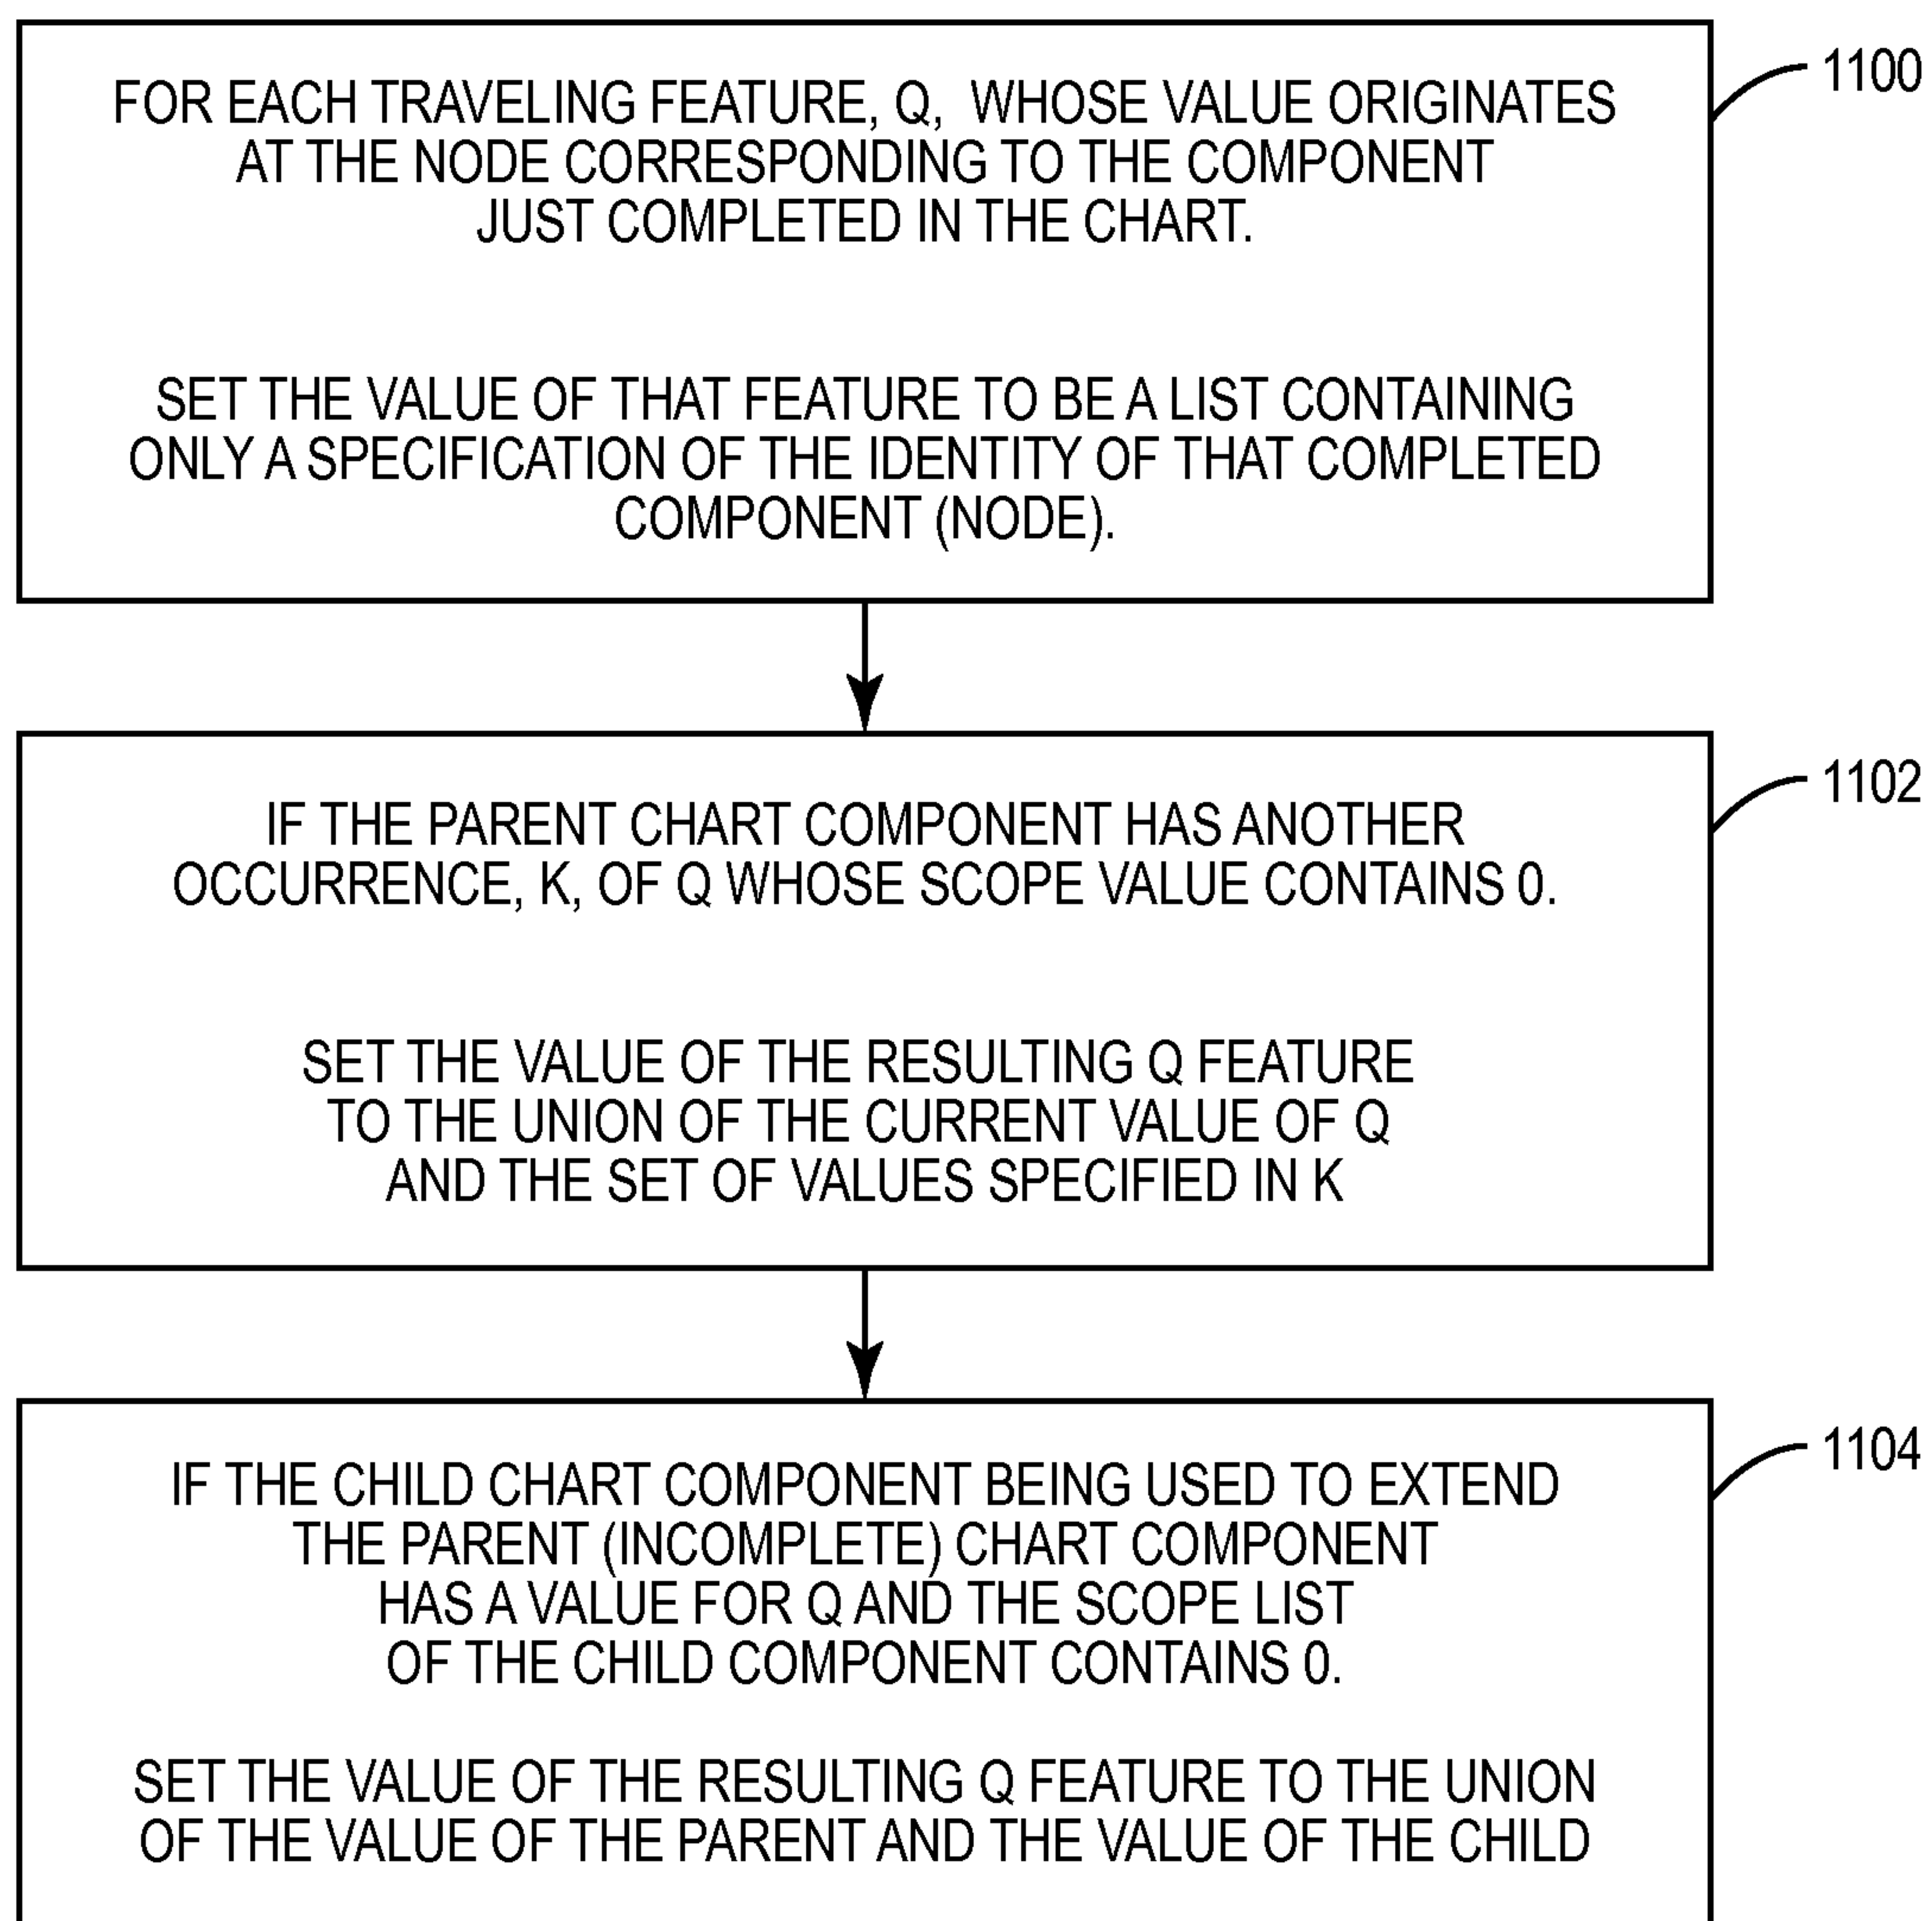 FOR EACH TRAVELING FEATURE, Q, WHOSE VALUE ORIGINATES
AT THE NODE CORRESPONDING TO THE COMPONENT
JUST COMPLETED IN THE CHART.
SET THE VALUE OF THAT FEATURE TO BE A LIST CONTAINING
ONLY A SPECIFICATION OF THE IDENTITY OF THAT COMPLETED
COMPONENT (NODE).
1100
IF THE PARENT CHART COMPONENT HAS ANOTHER
OCCURRENCE, K, OF Q WHOSE SCOPE VALUE CONTAINS 0.
SET THE VALUE OF THE RESULTING Q FEATURE
TO THE UNION OF THE CURRENT VALUE OF Q
AND THE SET OF VALUES SPECIFIED IN K
1102
IF THE CHILD CHART COMPONENT BEING USED TO EXTEND
THE PARENT (INCOMPLETE) CHART COMPONENT
HAS A VALUE FOR Q AND THE SCOPE LIST
OF THE CHILD COMPONENT CONTAINS 0.
SET THE VALUE OF THE RESULTING Q FEATURE TO THE UNION
OF THE VALUE OF THE PARENT AND THE VALUE OF THE CHILD
1104